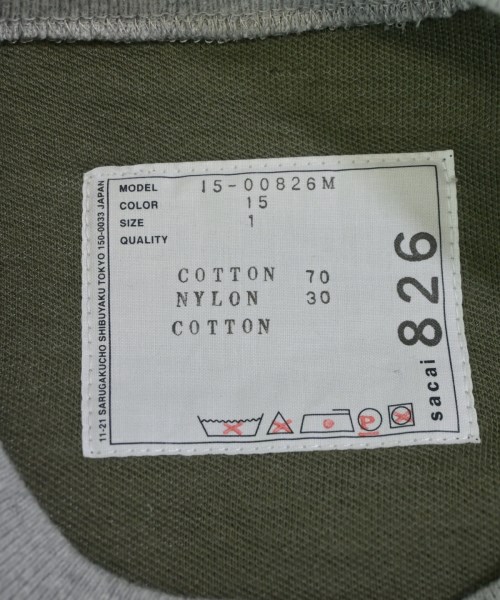 MODEL 15-00826M
COLOR 15
SIZE 1
QUALITY
COTTON 70
NYLON 30
COTTON
sacai 826
11-21 SARUGAKUCHO SHIBUYAKU TOKYO 150-0033 JAPAN
P